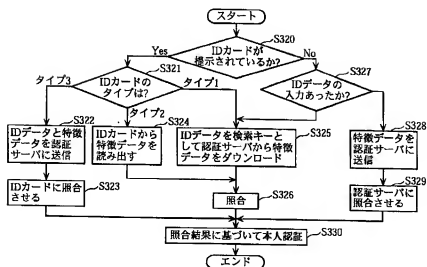 スタート
IDカードが
提示されているか?
S320
Yes
No
IDカードの
タイプは?
S321
IDデータの
入力あったか?
S327
タイプ3
タイプ2
タイプ1
IDデータと特徴
データを認証
サーバに送信
S322
IDカードから
特徴データを
読み出す
S324
IDデータを検索キーと
して認証サーバから特徴
データをダウンロード
S325
特徴データを
認証サーバに
送信
S328
IDカードに照合
させる
S323
照合
S326
認証サーバに
照合させる
S329
照合結果に基づいて本人認証
S330
エンド